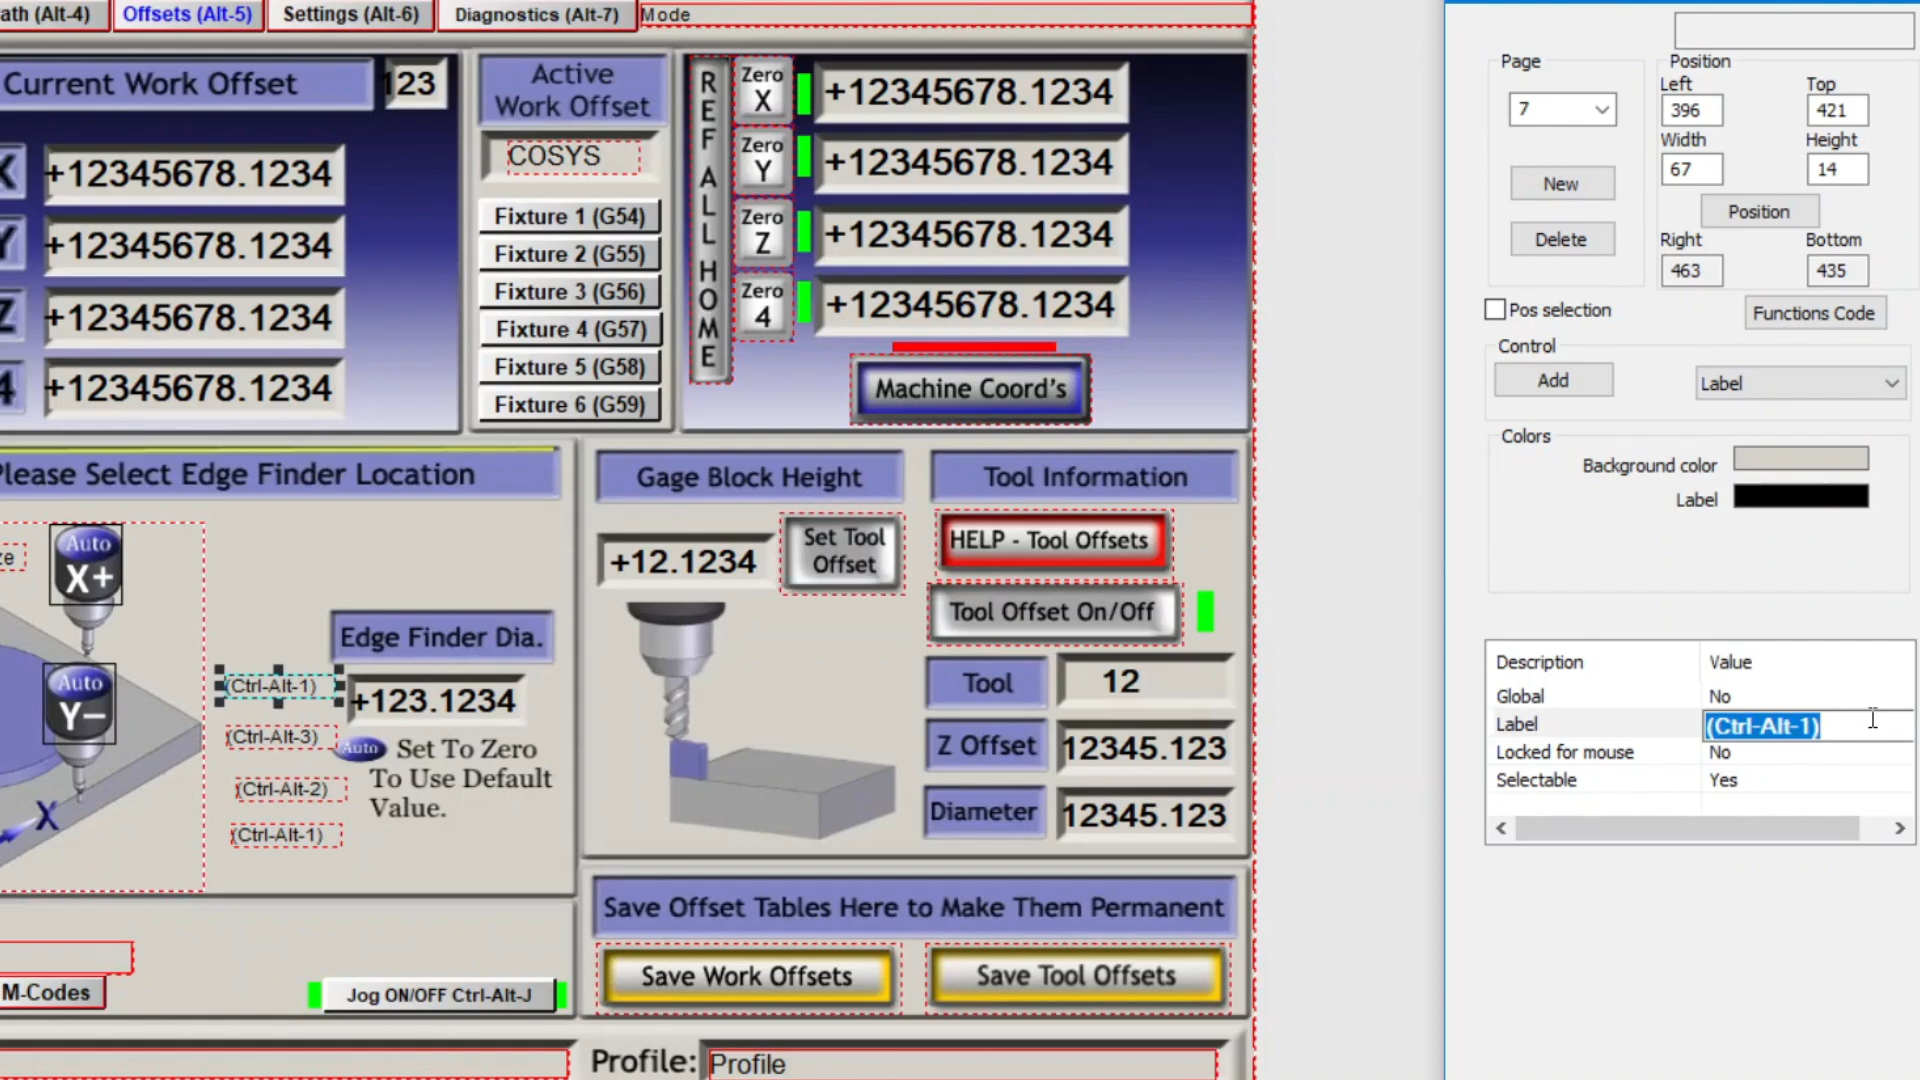 ath (Alt-4) Offsets (Alt-5) Settings (Alt-6) Diagnostics (Alt-7) Mode
Current Work Offset 123
X +12345678.1234
Y +12345678.1234
Z +12345678.1234
4 +12345678.1234
Active
Work Offset
COSYS
Fixture 1 (G54)
Fixture 2 (G55)
Fixture 3 (G56)
Fixture 4 (G57)
Fixture 5 (G58)
Fixture 6 (G59)
REF ALL HOME
Zero X +12345678.1234
Zero Y +12345678.1234
Zero Z +12345678.1234
Zero 4 +12345678.1234
Machine Coord's
Please Select Edge Finder Location
ze
Auto
X+
Auto
Y−
X
Edge Finder Dia.
(Ctrl-Alt-1) +123.1234
(Ctrl-Alt-3)
(Ctrl-Alt-2)
(Ctrl-Alt-1)
Auto Set To Zero
To Use Default
Value.
Gage Block Height
+12.1234
Set Tool
Offset
Tool Information
HELP - Tool Offsets
Tool Offset On/Off
Tool 12
Z Offset 12345.123
Diameter 12345.123
Save Offset Tables Here to Make Them Permanent
Save Work Offsets Save Tool Offsets
M-Codes
Jog ON/OFF Ctrl-Alt-J
Profile: Profile
Page
7
New
Delete
Position
Left Top
396 421
Width Height
67 14
Position
Right Bottom
463 435
Pos selection Functions Code
Control
Add Label
Colors
Background color
Label
Description Value
Global No
Label (Ctrl-Alt-1)
Locked for mouse No
Selectable Yes